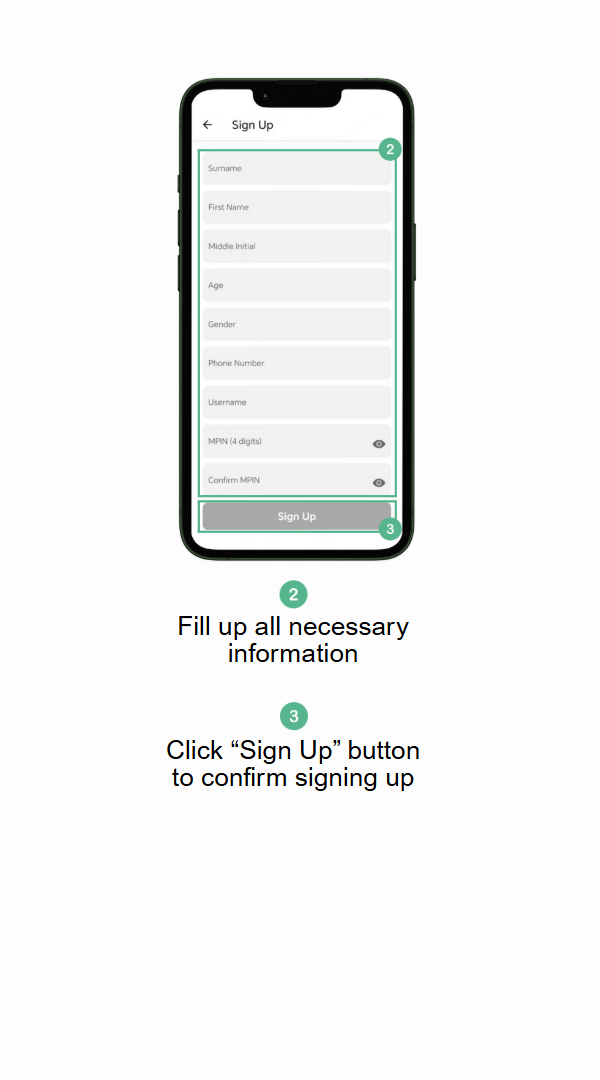 Sign Up
2
Surname
First Name
Middle Initial
Age
Gender
Phone Number
Username
MPIN (4 digits)
Confirm MPIN
Sign Up
3
2
Fill up all necessary
information
3
Click “Sign Up” button
to confirm signing up